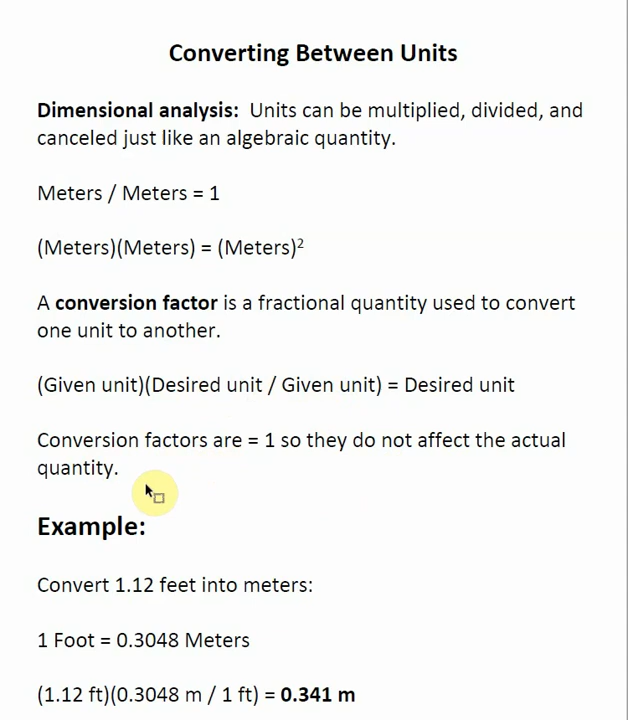 Converting Between Units
Dimensional analysis:  Units can be multiplied, divided, and
canceled just like an algebraic quantity.
Meters / Meters = 1
(Meters)(Meters) = (Meters)²
A conversion factor is a fractional quantity used to convert
one unit to another.
(Given unit)(Desired unit / Given unit) = Desired unit
Conversion factors are = 1 so they do not affect the actual
quantity.
Example:
Convert 1.12 feet into meters:
1 Foot = 0.3048 Meters
(1.12 ft)(0.3048 m / 1 ft) = 0.341 m